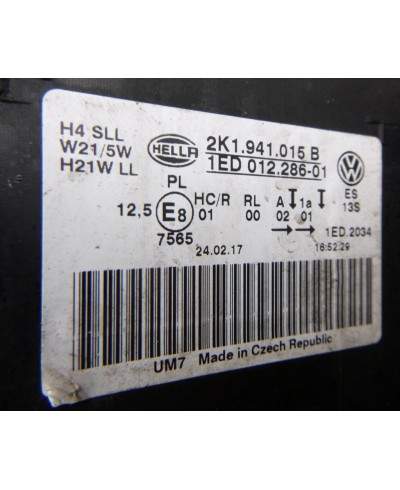 H4 SLL
W21/5W
H21W LL
HELLA
2K1.941.015 B
1ED 012.286-01
PL
12,5 E8 HC/R RL A 1a
01 00 02 01
7565
24.02.17
ES
13S
1ED.2034
16:52:29
UM7 Made in Czech Republic